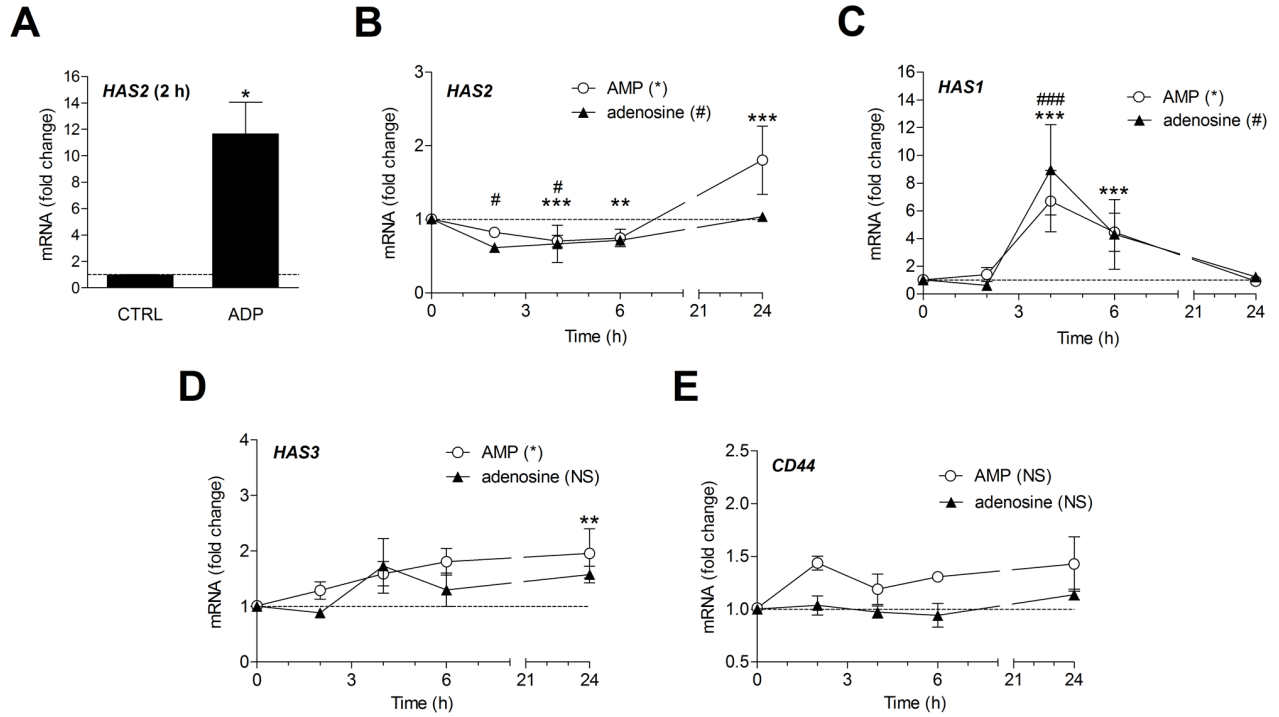 A
mRNA (fold change)
16
14
12
10
8
6
4
2
0
HAS2 (2 h)
*
CTRL
ADP
B
mRNA (fold change)
3
2
1
0
HAS2
AMP (*)
adenosine (#)
#
#
***
**
***
0
3
6
21
24
Time (h)
C
mRNA (fold change)
16
14
12
10
8
6
4
2
0
HAS1
AMP (*)
adenosine (#)
###
***
***
0
3
6
21
24
Time (h)
D
mRNA (fold change)
4
3
2
1
0
HAS3
AMP (*)
adenosine (NS)
**
0
3
6
21
24
Time (h)
E
mRNA (fold change)
2.5
2.0
1.5
1.0
0.5
CD44
AMP (NS)
adenosine (NS)
0
3
6
21
24
Time (h)